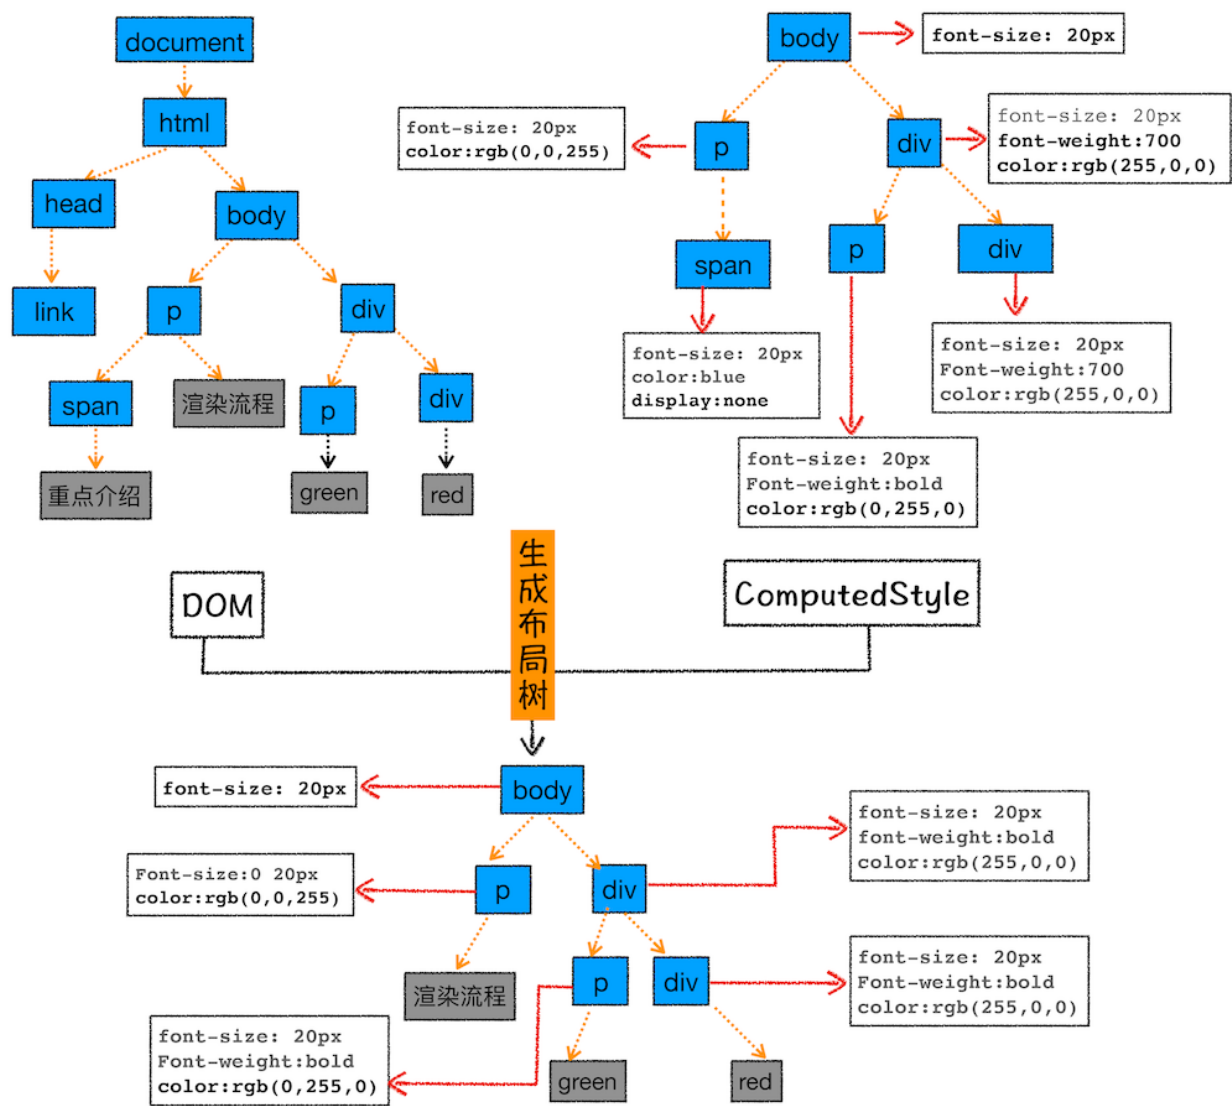 document
html
head
body
link
p
div
span
渲染流程
p
div
重点介绍
green
red
body
font-size: 20px
font-size: 20px
color:rgb(0,0,255)
p
div
font-size: 20px
font-weight:700
color:rgb(255,0,0)
span
p
div
font-size: 20px
color:blue
display:none
font-size: 20px
Font-weight:700
color:rgb(255,0,0)
font-size: 20px
Font-weight:bold
color:rgb(0,255,0)
DOM
生成布局树
ComputedStyle
font-size: 20px
body
font-size: 20px
font-weight:bold
color:rgb(255,0,0)
Font-size:0 20px
color:rgb(0,0,255)
p
div
渲染流程
p
div
font-size: 20px
Font-weight:bold
color:rgb(255,0,0)
font-size: 20px
Font-weight:bold
color:rgb(0,255,0)
green
red